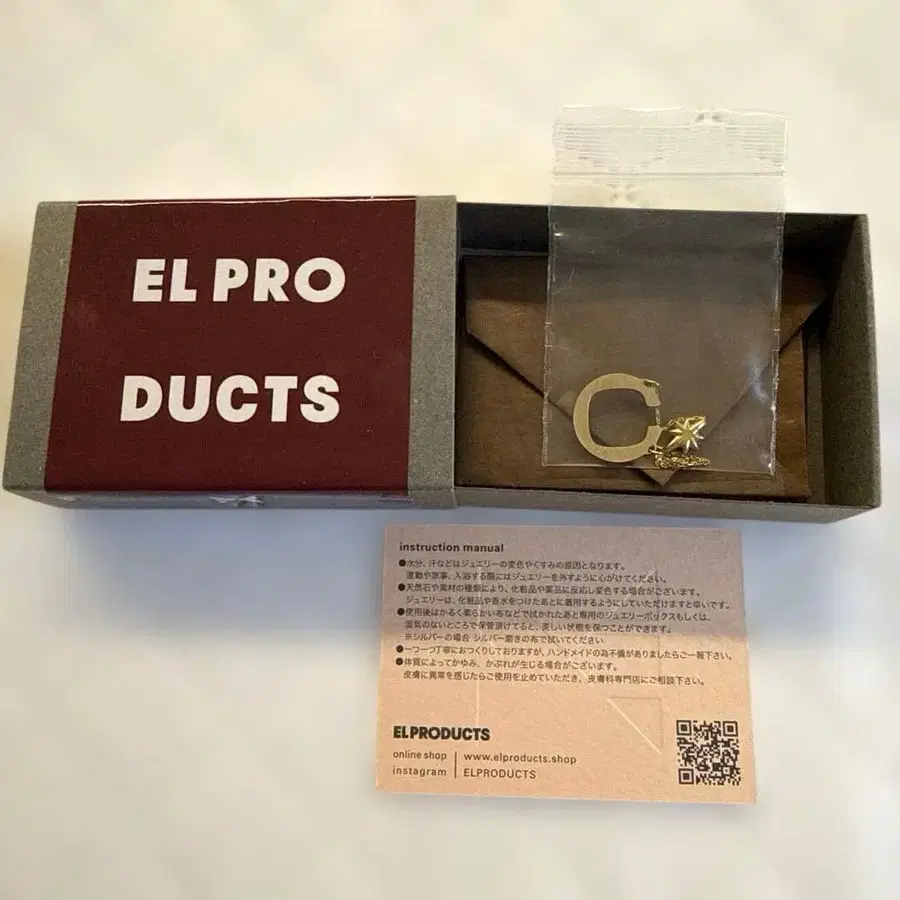 EL PRO
DUCTS
instruction manual
●水分、汗などはジュエリーの変色やくすみの原因となります。
運動や家事、入浴する際にはジュエリーを外すように心がけてください。
●天然石や素材の種類により、化粧品や薬品に反応し変色する場合がございます。
ジュエリーは、化粧品や香水をつけたあとに着用するようにしていただけますと幸いです。
●使用後はかるく柔らかい布などで拭かれたあと専用のジュエリーボックスもしくは、
湿気のないところで保管頂けてると、美しい状態を保つことができます。
※シルバーの場合 シルバー磨きの布で拭いてください
●一つ一つ丁寧におつくりしておりますが、ハンドメイドの為不備がありましたらご一報下さい。
●体質によってかゆみ、かぶれが生じる場合がございます。
皮膚に異常を感じたらご使用を止めていただき、皮膚科専門店にご相談下さい。
ELPRODUCTS
online shop | www.elproducts.shop
instagram | ELPRODUCTS